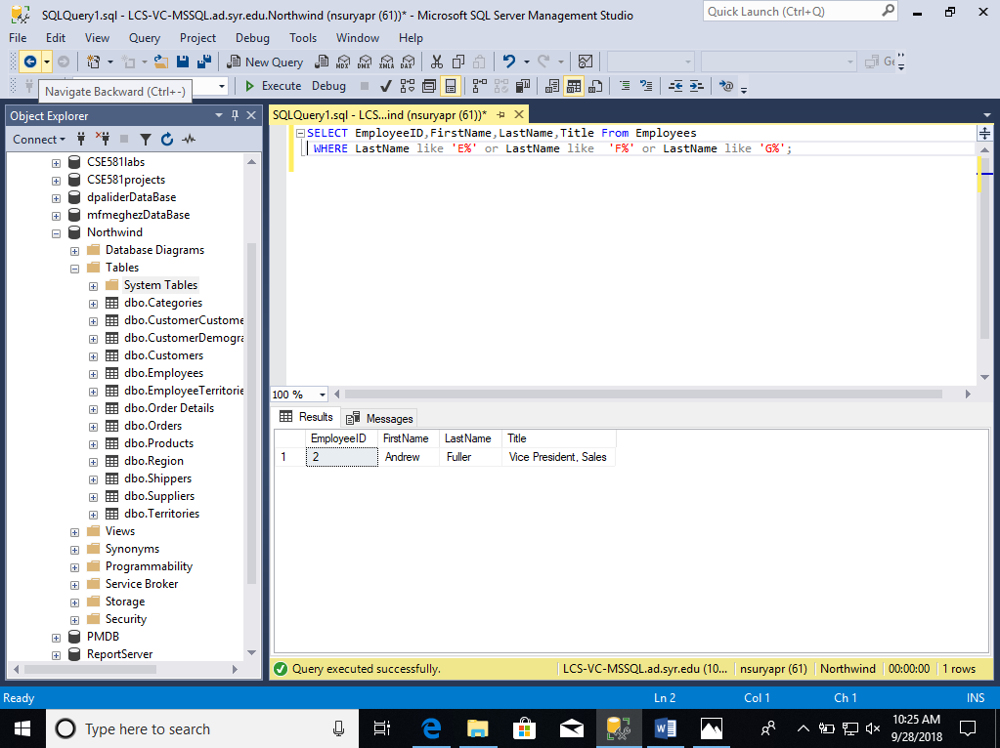 SQLQuery1.sql - LCS-VC-MSSQL.ad.syr.edu.Northwind (nsuryapr (61))* - Microsoft SQL Server Management Studio
Quick Launch (Ctrl+Q)
File Edit View Query Project Debug Tools Window Help
New Query
MDX DMX XMLA DAX
Execute Debug
Navigate Backward (Ctrl+-)
Object Explorer
Connect
CSE581labs
CSE581projects
dpaliderDataBase
mfmeghezDataBase
Northwind
Database Diagrams
Tables
System Tables
dbo.Categories
dbo.CustomerCustome
dbo.CustomerDemogra
dbo.Customers
dbo.Employees
dbo.EmployeeTerritorie
dbo.Order Details
dbo.Orders
dbo.Products
dbo.Region
dbo.Shippers
dbo.Suppliers
dbo.Territories
Views
Synonyms
Programmability
Service Broker
Storage
Security
PMDB
ReportServer
SQLQuery1.sql - LCS...ind (nsuryapr (61))*
SELECT EmployeeID,FirstName,LastName,Title From Employees
WHERE LastName like 'E%' or LastName like 'F%' or LastName like 'G%';
100 %
Results Messages
EmployeeID FirstName LastName Title
1 2 Andrew Fuller Vice President, Sales
Query executed successfully. LCS-VC-MSSQL.ad.syr.edu (10... nsuryapr (61) Northwind 00:00:00 1 rows
Ready Ln 2 Col 1 Ch 1 INS
Type here to search
10:25 AM
9/28/2018